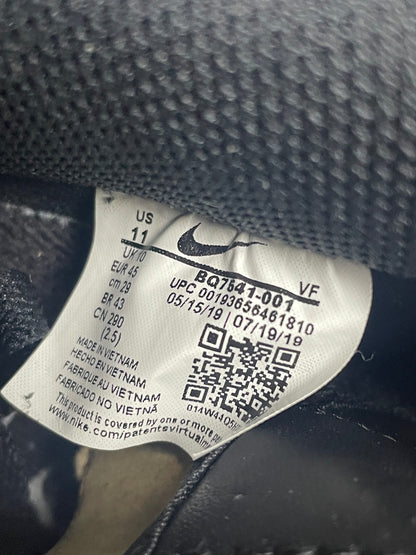 US
11
UK 10
EUR 45
cm 29
BR 43
CN 290
(2.5)
VF
BQ7541-001
UPC 00193656461810
05/15/19 | 07/19/19
MADE IN VIETNAM
HECHO EN VIETNAM
FABRIQUÉ AU VIETNAM
FABRICADO NO VIETNÃ
This product is covered by one or more
www.nike.com/patents